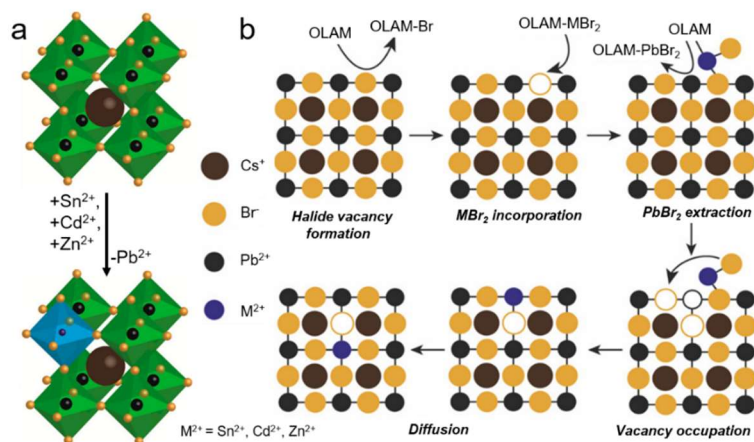 a
+Sn²⁺,
+Cd²⁺,
+Zn²⁺
-Pb²⁺
b
OLAM
OLAM-Br
OLAM-MBr₂
OLAM
OLAM-PbBr₂
Cs⁺
Br⁻
Pb²⁺
M²⁺
Halide vacancy
formation
MBr₂ incorporation
PbBr₂ extraction
M²⁺ = Sn²⁺, Cd²⁺, Zn²⁺
Diffusion
Vacancy occupation